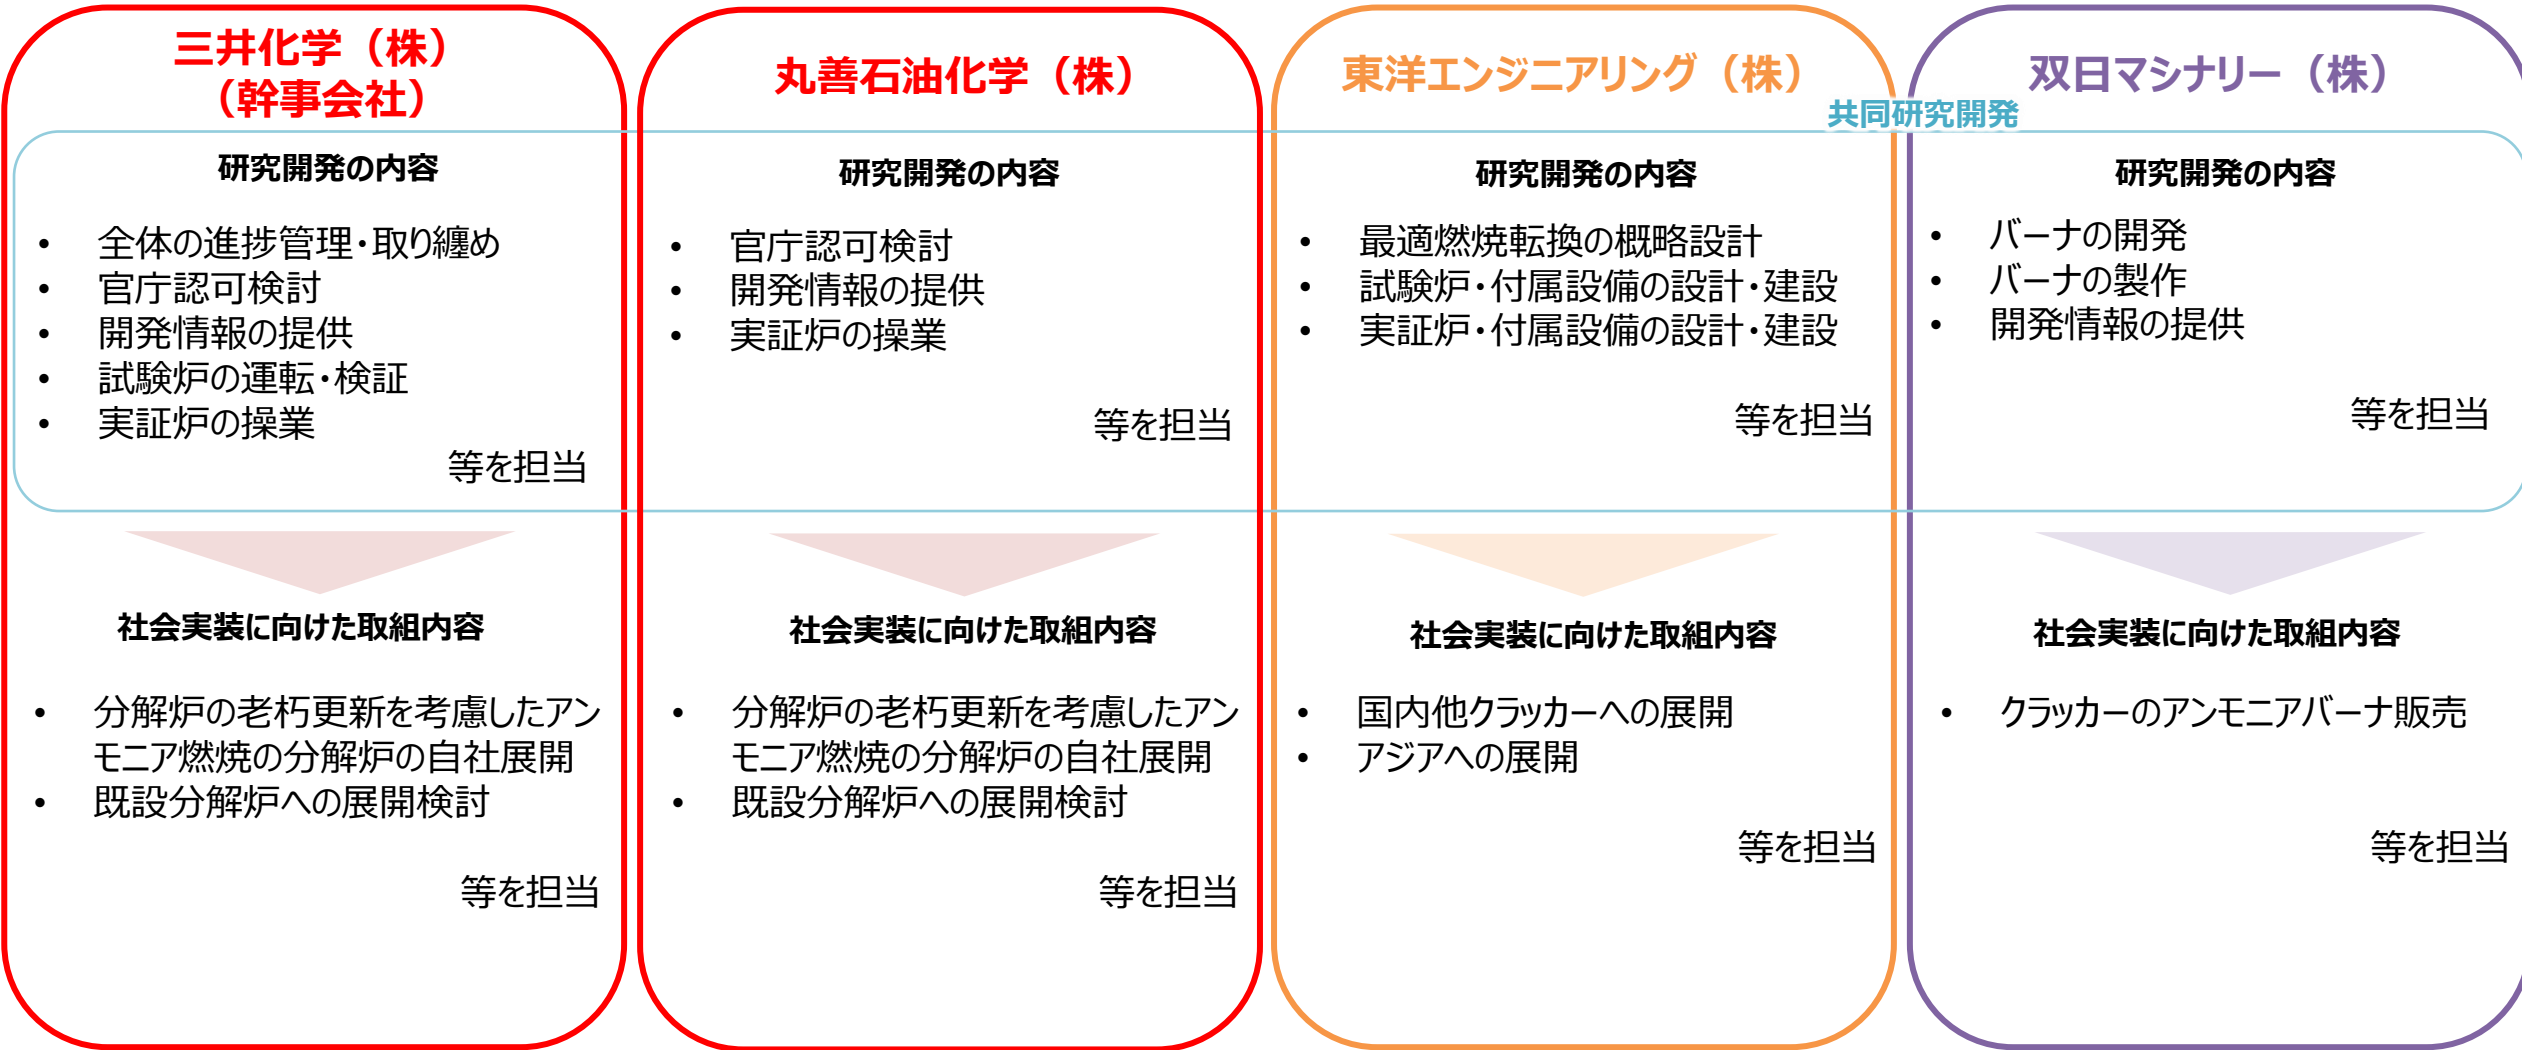 三井化学（株）
（幹事会社）
研究開発の内容
• 全体の進捗管理・取り纏め
• 官庁認可検討
• 開発情報の提供
• 試験炉の運転・検証
• 実証炉の操業
等を担当
社会実装に向けた取組内容
• 分解炉の老朽更新を考慮したアン
モニア燃焼の分解炉の自社展開
• 既設分解炉への展開検討
等を担当
丸善石油化学（株）
研究開発の内容
• 官庁認可検討
• 開発情報の提供
• 実証炉の操業
等を担当
社会実装に向けた取組内容
• 分解炉の老朽更新を考慮したアン
モニア燃焼の分解炉の自社展開
• 既設分解炉への展開検討
等を担当
東洋エンジニアリング（株）
共同研究開発
研究開発の内容
• 最適燃焼転換の概略設計
• 試験炉・付属設備の設計・建設
• 実証炉・付属設備の設計・建設
等を担当
社会実装に向けた取組内容
• 国内他クラッカーへの展開
• アジアへの展開
等を担当
双日マシナリー（株）
研究開発の内容
• バーナの開発
• バーナの製作
• 開発情報の提供
等を担当
社会実装に向けた取組内容
• クラッカーのアンモニアバーナ販売
等を担当